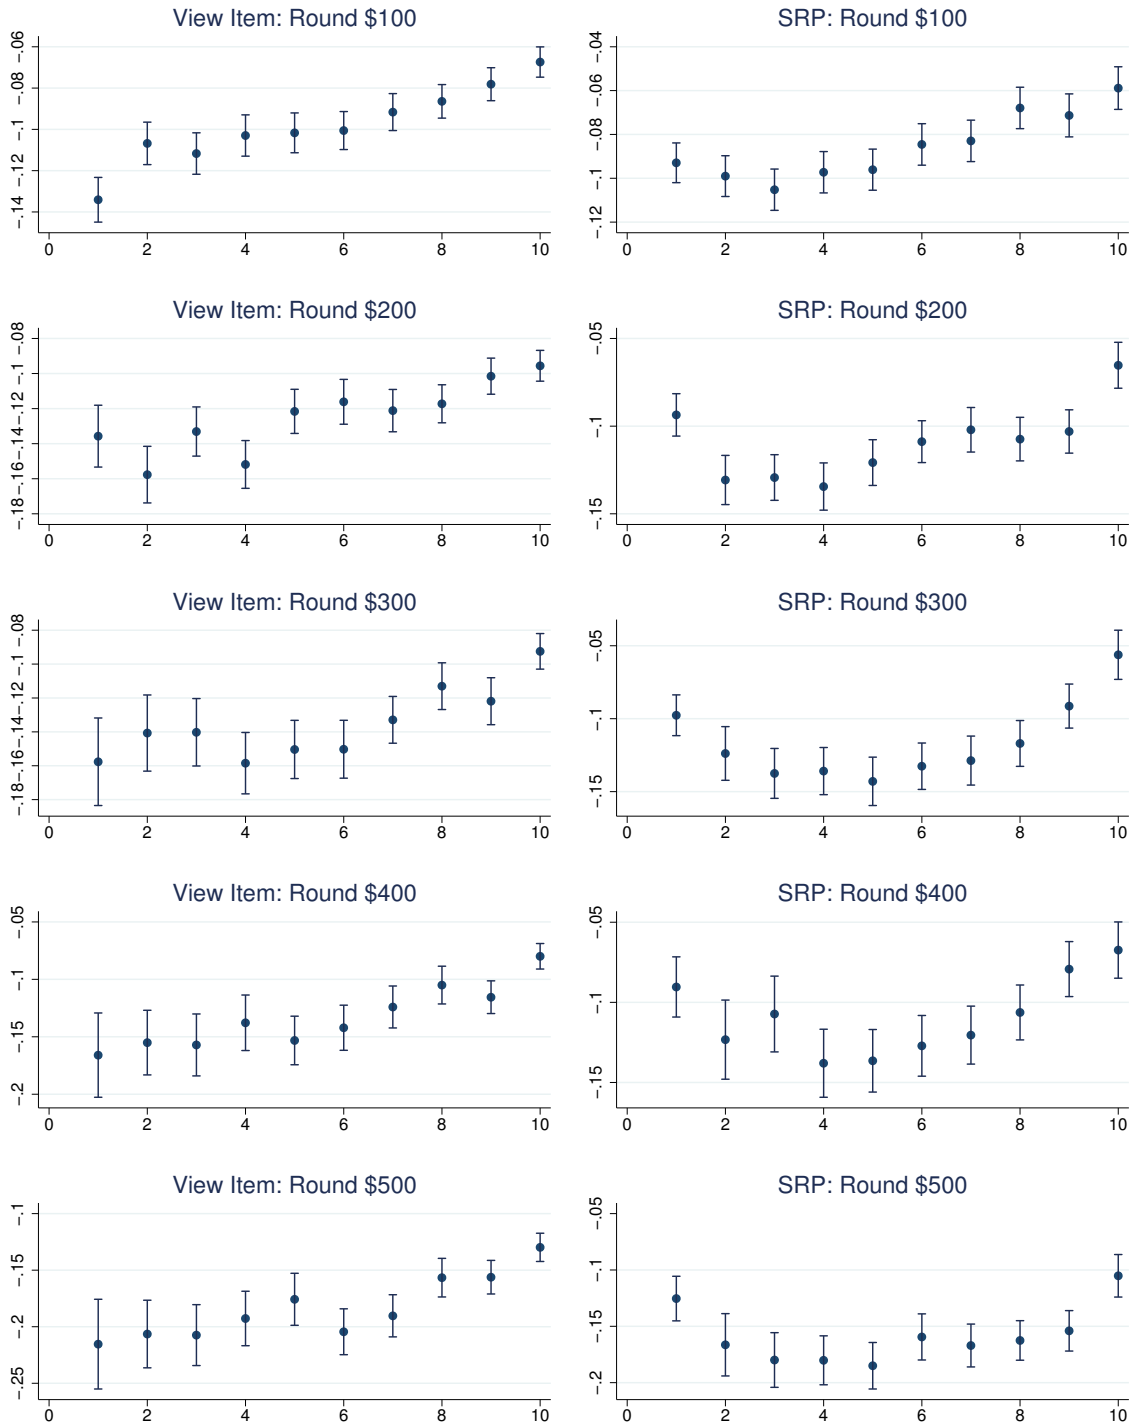 View Item: Round $100
−.06
−.08
−.1
−.12
−.14
0 2 4 6 8 10
SRP: Round $100
−.04
−.06
−.08
−.1
−.12
0 2 4 6 8 10
View Item: Round $200
−.08
−.1
−.12
−.14
−.16
−.18
0 2 4 6 8 10
SRP: Round $200
−.05
−.1
−.15
0 2 4 6 8 10
View Item: Round $300
−.08
−.1
−.12
−.14
−.16
−.18
0 2 4 6 8 10
SRP: Round $300
−.05
−.1
−.15
0 2 4 6 8 10
View Item: Round $400
−.05
−.1
−.15
−.2
0 2 4 6 8 10
SRP: Round $400
−.05
−.1
−.15
0 2 4 6 8 10
View Item: Round $500
−.1
−.15
−.2
−.25
0 2 4 6 8 10
SRP: Round $500
−.05
−.1
−.15
−.2
0 2 4 6 8 10